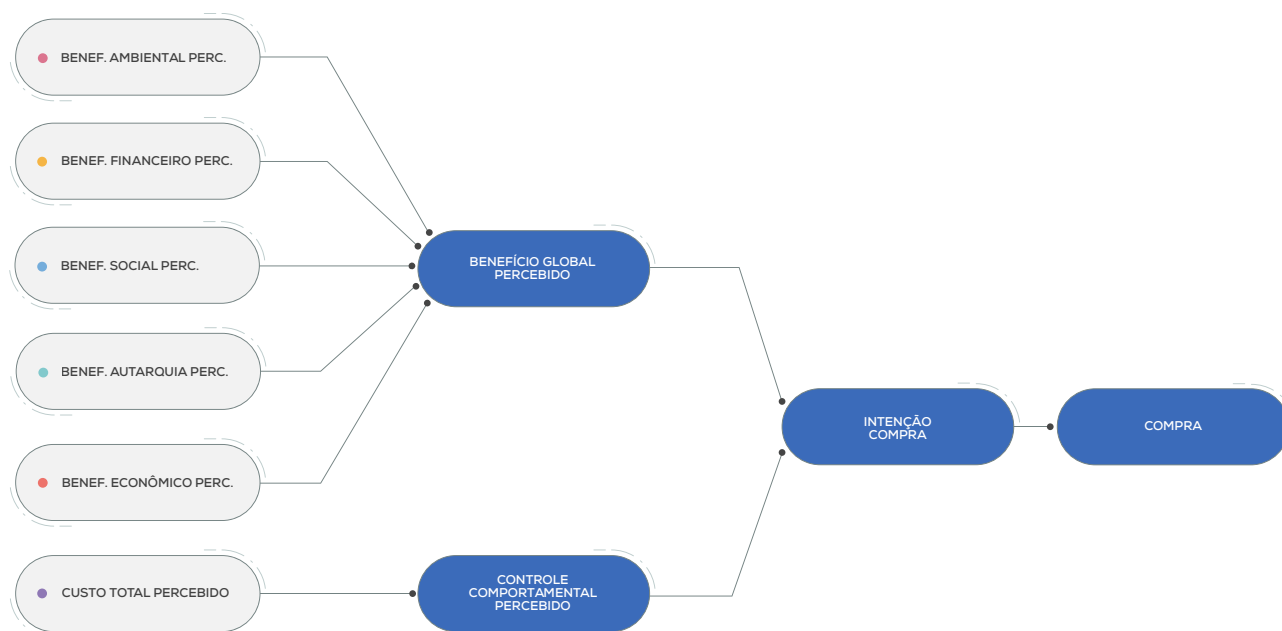 BENEF. AMBIENTAL PERC.
BENEF. FINANCEIRO PERC.
BENEF. SOCIAL PERC.
BENEF. AUTARQUIA PERC.
BENEF. ECONÔMICO PERC.
CUSTO TOTAL PERCEBIDO
BENEFÍCIO GLOBAL
PERCEBIDO
CONTROLE
COMPORTAMENTAL
PERCEBIDO
INTENÇÃO
COMPRA
COMPRA